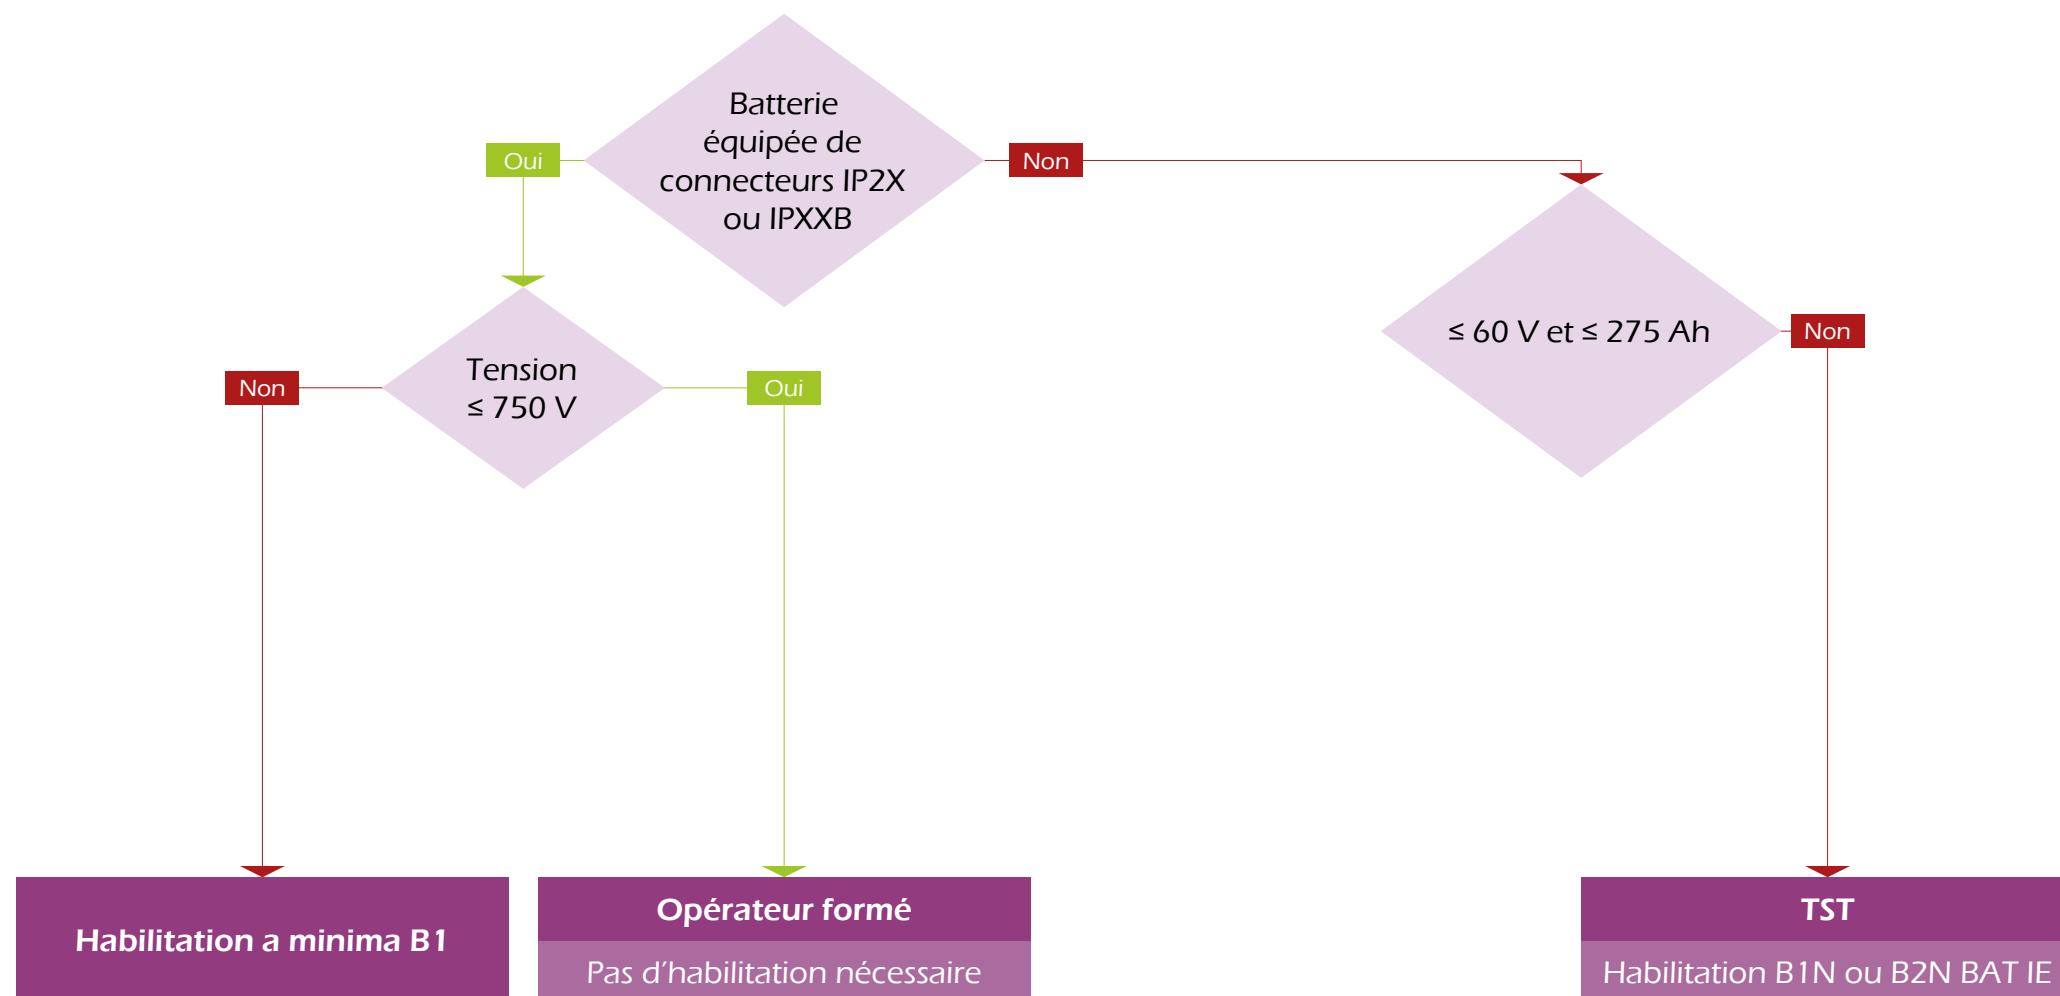 Batterie
équipée de
connecteurs IP2X
ou IPXXB
Oui
Non
Tension
≤ 750 V
≤ 60 V et ≤ 275 Ah
Non
Non
Oui
Habilitation a minima B1
Opérateur formé
Pas d’habilitation nécessaire
TST
Habilitation B1N ou B2N BAT IE